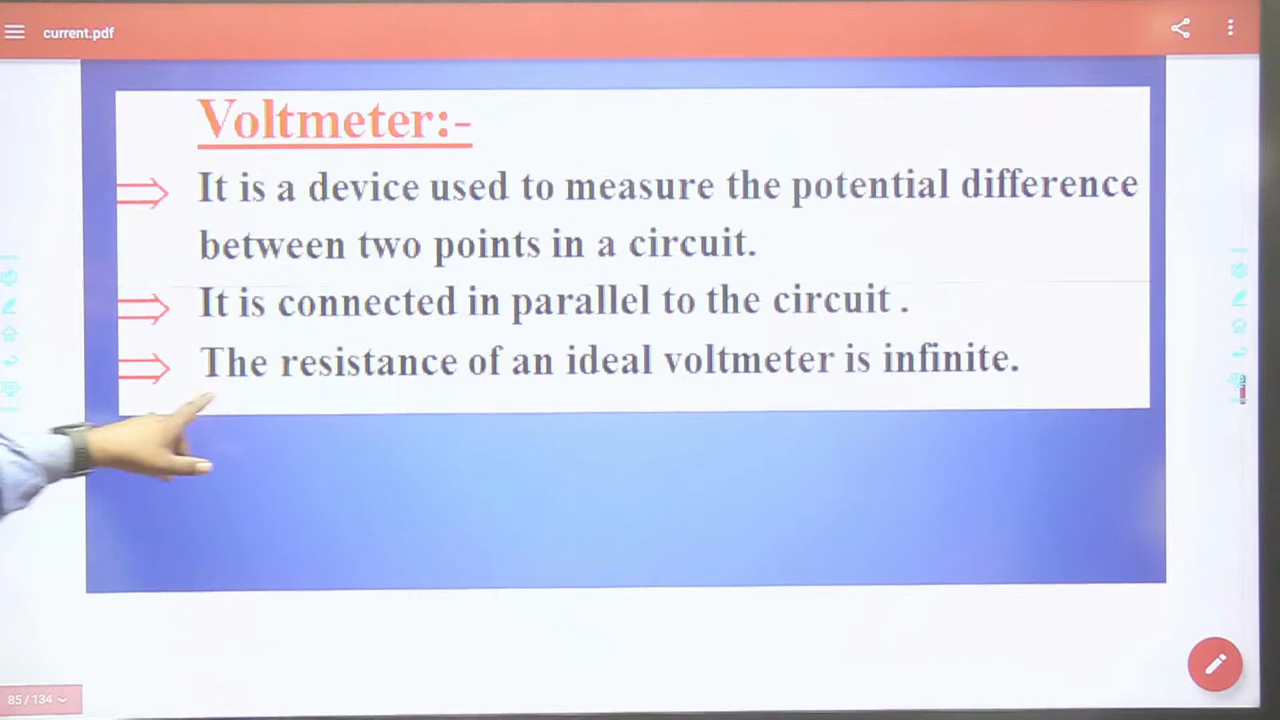 current.pdf
Voltmeter:-
It is a device used to measure the potential difference
between two points in a circuit.
It is connected in parallel to the circuit .
The resistance of an ideal voltmeter is infinite.
85 / 134